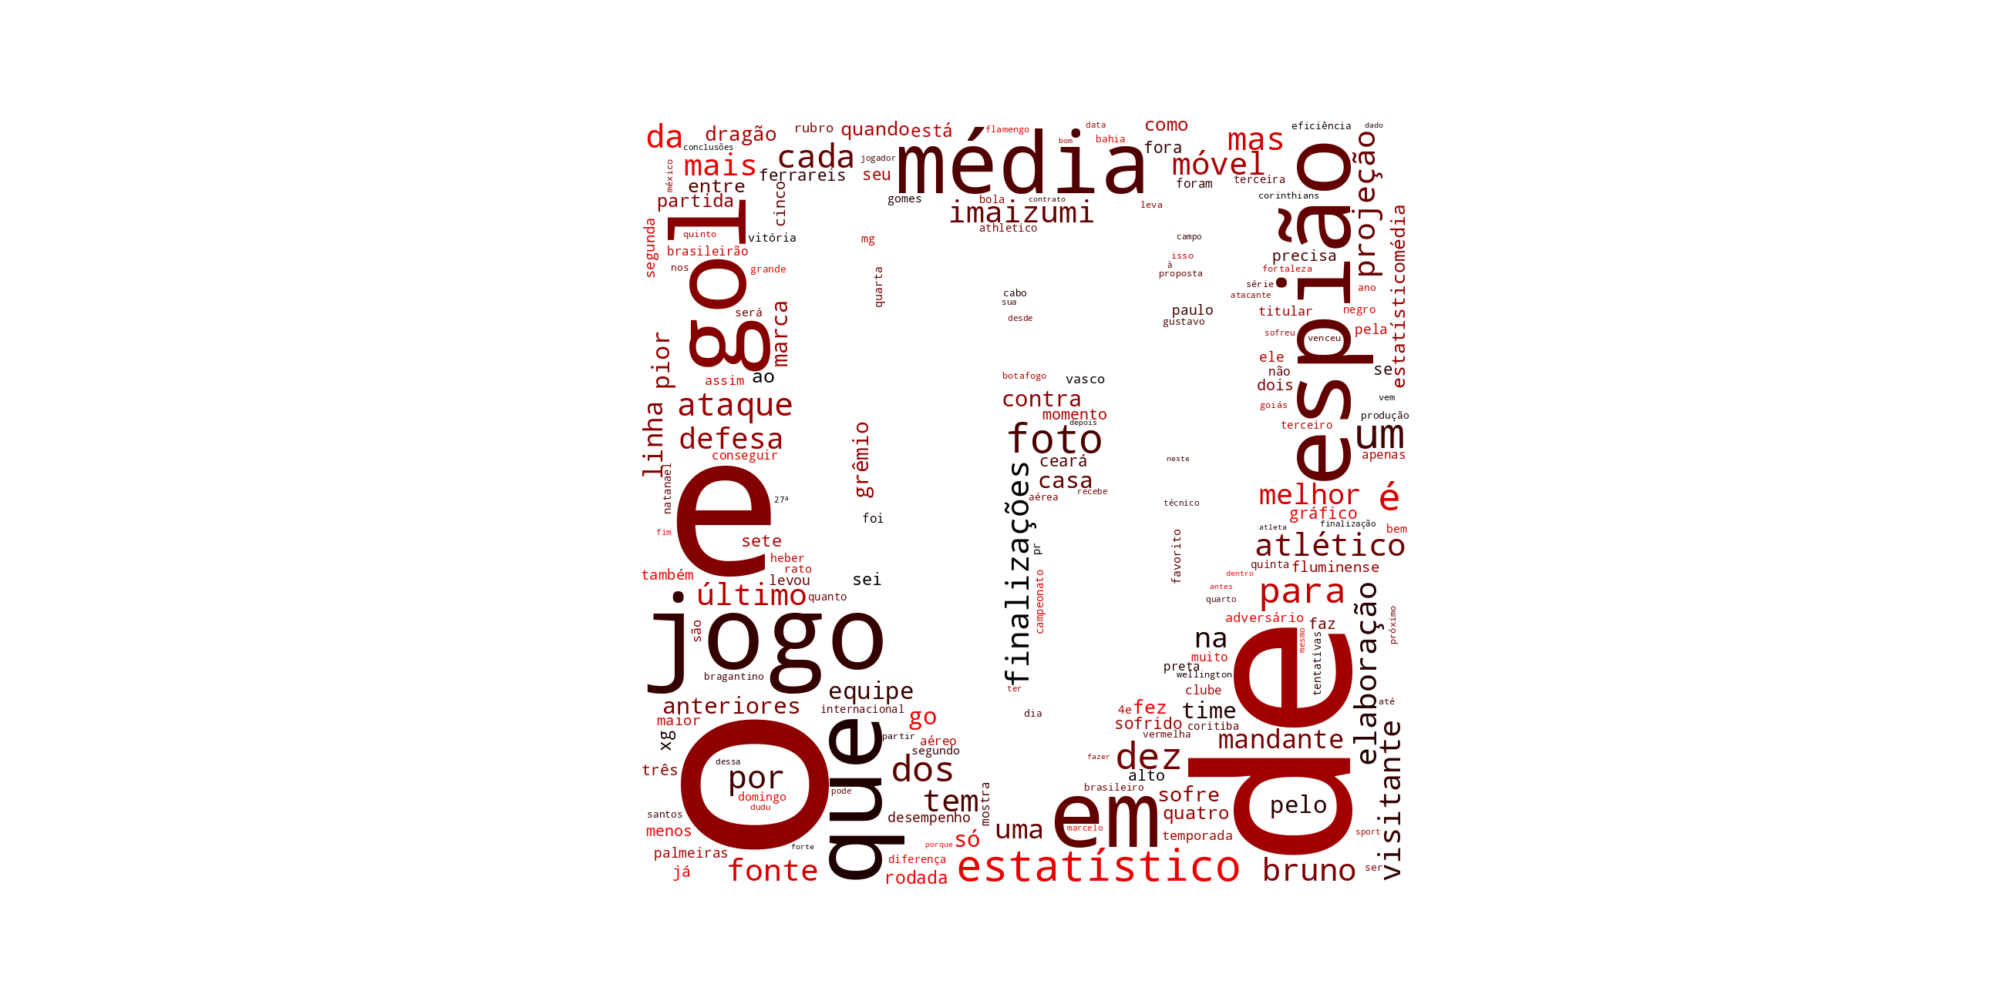 da
dragão
rubro
quando
está
flamengo
data
como
eficiência
dado
conclusões
mais
cada
jogador
média
bom
bahia
fora
mas
projeção
méxico
entre
ferrareis
seu
móvel
foram
terceira
espião
partida
cinco
gomes
bola
contrato
imaizumi
leva
corinthians
athletico
segunda
quinto
gol
vitória
mg
campo
estatísticomédia
brasileirão
nos
grande
quarta
isso
à
proposta
precisa
fortaleza
série
atacante
ano
cabo
sua
desde
será
marca
paulo
gustavo
titular
negro
sofreu
venceu
pela
linha
pior
assim
ao
botafogo
vasco
ele
não
dois
se
vem
ataque
contra
momento
depois
goiás
produção
terceiro
um
defesa
conseguir
grêmio
foto
ceará
casa
aérea
recebe
neste
técnico
apenas
natanael
e
27ª
foi
finalizações
melhor
é
gráfico
finalização
atleta
bem
fim
sete
heber
rato
levou
também
sei
pr
favorito
atlético
quinta
fluminense
dentro
antes
quarto
para
último
quanto
campeonato
elaboração
próximo
jogo
são
adversário
faz
mesmo
tentativas
na
muito
preta
wellington
bragantino
equipe
ter
clube
de
anteriores
internacional
go
dia
4e
fez
time
até
maior
xg
que
partir
aéreo
segundo
sofrido
coritiba
vermelha
mandante
visitante
três
o
dessa
por
domingo
dudu
pode
dos
fazer
dez
alto
brasileiro
santos
menos
tem
desempenho
mostra
em
marcelo
sofre
quatro
pelo
temporada
sport
uma
só
porque
forte
palmeiras
já
fonte
diferença
rodada
estatístico
bruno
ser